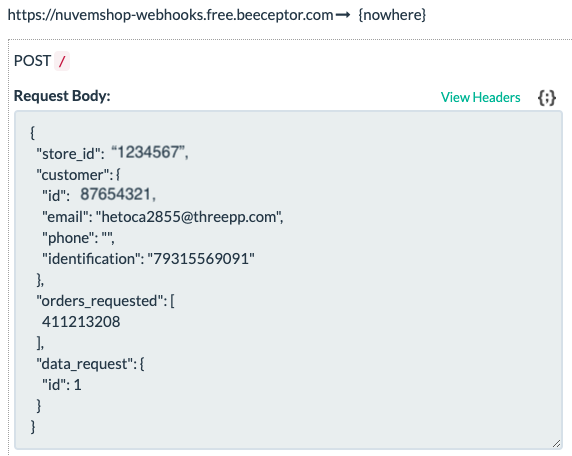 https://nuvemshop-webhooks.free.beeceptor.com→ {nowhere}
POST /
Request Body:
View Headers {;}
{
"store_id": “1234567”,
"customer": {
"id": 87654321,
"email": "hetoca2855@threepp.com",
"phone": "",
"identification": "79315569091"
},
"orders_requested": [
411213208
],
"data_request": {
"id": 1
}
}